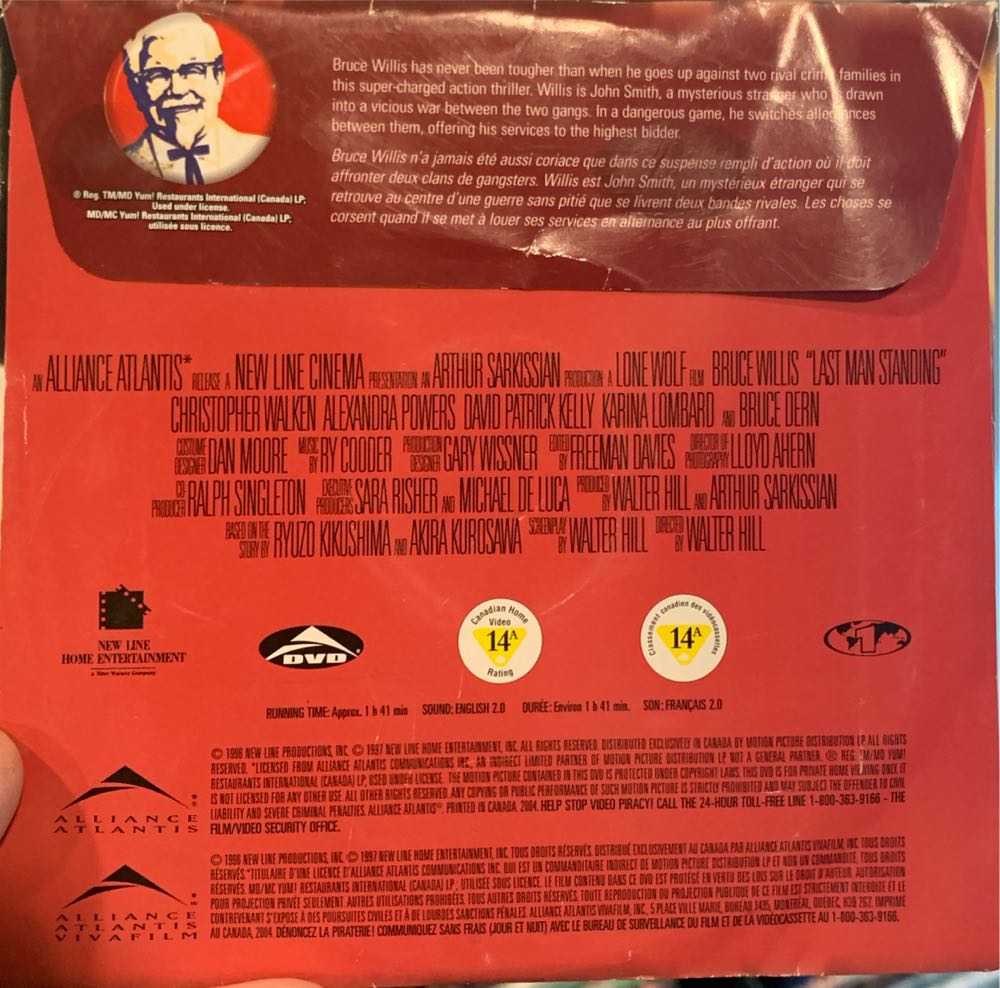 Bruce Willis has never been tougher than when he goes up against two rival crime families in
this super-charged action thriller. Willis is John Smith, a mysterious stranger who is drawn
into a vicious war between the two gangs. In a dangerous game, he switches allegiances
between them, offering his services to the highest bidder.
Bruce Willis n'a jamais été aussi coriace que dans ce suspense rempli d'action où il doit
affronter deux clans de gangsters. Willis est John Smith, un mystérieux étranger qui se
retrouve au centre d'une guerre sans pitié que se livrent deux bandes rivales. Les choses se
corsent quand il se met à louer ses services en alternance au plus offrant.
® Reg. TM/MD Yum! Restaurants International (Canada) LP;
Used under license.
MD/MC Yum! Restaurants International (Canada) LP;
utilisée sous licence.
AN ALLIANCE ATLANTIS* RELEASE A NEW LINE CINEMA PRESENTATION AN ARTHUR SARKISSIAN PRODUCTION A LONE WOLF FILM BRUCE WILLIS "LAST MAN STANDING"
CHRISTOPHER WALKEN ALEXANDRA POWERS DAVID PATRICK KELLY KARINA LOMBARD AND BRUCE DERN
COSTUME DESIGNER DAN MOORE MUSIC BY RY COODER PRODUCTION DESIGNER GARY WISSNER EDITED BY FREEMAN DAVIES DIRECTOR OF PHOTOGRAPHY LLOYD AHERN
CO PRODUCER RALPH SINGLETON EXECUTIVE PRODUCERS SARA RISHER AND MICHAEL DE LUCA PRODUCED BY WALTER HILL AND ARTHUR SARKISSIAN
BASED ON THE STORY BY RYUZO KIKUSHIMA AND AKIRA KUROSAWA SCREENPLAY BY WALTER HILL DIRECTED BY WALTER HILL
NEW LINE
HOME ENTERTAINMENT
A Time Warner Company
DVD
Canadian Home
Video
14A
Rating
Classement canadien des vidéocassettes
14A
1
RUNNING TIME: Approx. 1 h 41 min SOUND: ENGLISH 2.0 DURÉE: Environ 1 h 41 min. SON: FRANÇAIS 2.0
© 1996 NEW LINE PRODUCTIONS, INC. © 1997 NEW LINE HOME ENTERTAINMENT, INC. ALL RIGHTS RESERVED. DISTRIBUTED EXCLUSIVELY IN CANADA BY MOTION PICTURE DISTRIBUTION LP. ALL RIGHTS
RESERVED. *LICENSED FROM ALLIANCE ATLANTIS COMMUNICATIONS INC., AN INDIRECT LIMITED PARTNER OF MOTION PICTURE DISTRIBUTION LP NOT A GENERAL PARTNER. ® REG. TM/MD YUM!
RESTAURANTS INTERNATIONAL (CANADA) LP; USED UNDER LICENSE. THE MOTION PICTURE CONTAINED IN THIS DVD IS PROTECTED UNDER COPYRIGHT LAWS. THIS DVD IS FOR PRIVATE HOME VIEWING ONLY. IT
IS NOT LICENSED FOR ANY OTHER USE. ALL OTHER RIGHTS RESERVED. ANY COPYING OR PUBLIC PERFORMANCE OF SUCH MOTION PICTURE IS STRICTLY PROHIBITED AND MAY SUBJECT THE OFFENDER TO CIVIL
LIABILITY AND SEVERE CRIMINAL PENALTIES. ALLIANCE ATLANTIS®. PRINTED IN CANADA, 2004. HELP STOP VIDEO PIRACY! CALL THE 24-HOUR TOLL-FREE LINE 1-800-363-9166 - THE
FILM/VIDEO SECURITY OFFICE.
ALLIANCE
ATLANTIS
© 1996 NEW LINE PRODUCTIONS, INC. © 1997 NEW LINE HOME ENTERTAINMENT, INC. TOUS DROITS RÉSERVÉS. DISTRIBUÉ EXCLUSIVEMENT AU CANADA PAR ALLIANCE ATLANTIS VIVAFILM, INC. TOUS DROITS
RÉSERVÉS *TITULAIRE D'UNE LICENCE D'ALLIANCE ATLANTIS COMMUNICATIONS INC. QUI EST UN COMMANDITAIRE INDIRECT DE MOTION PICTURE DISTRIBUTION LP ET NON UN COMMANDITÉ. TOUS DROITS
RÉSERVÉS. MD/MC YUM! RESTAURANTS INTERNATIONAL (CANADA) LP; UTILISÉE SOUS LICENCE. LE FILM CONTENU DANS CE DVD EST PROTÉGÉ EN VERTU DES LOIS SUR LE DROIT D'AUTEUR. AUTORISATION
POUR PROJECTION PRIVÉE SEULEMENT. AUTRES UTILISATIONS PROHIBÉES. TOUS AUTRES DROITS RÉSERVÉS. TOUTE REPRODUCTION OU PROJECTION PUBLIQUE DE CE FILM EST STRICTEMENT INTERDITE ET LE
CONTREVENANT S'EXPOSE À DES POURSUITES CIVILES ET À DE LOURDES SANCTIONS PÉNALES. ALLIANCE ATLANTIS VIVAFILM, INC., 5 PLACE VILLE MARIE, BUREAU 1435, MONTRÉAL, QUÉBEC, H3B 2G2. IMPRIMÉ
AU CANADA, 2004. DÉNONCEZ LA PIRATERIE! COMMUNIQUEZ SANS FRAIS (JOUR ET NUIT) AVEC LE BUREAU DE SURVEILLANCE DU FILM ET DE LA VIDÉOCASSETTE AU 1-800-363-9166.
ALLIANCE
ATLANTIS
VIVAFILM